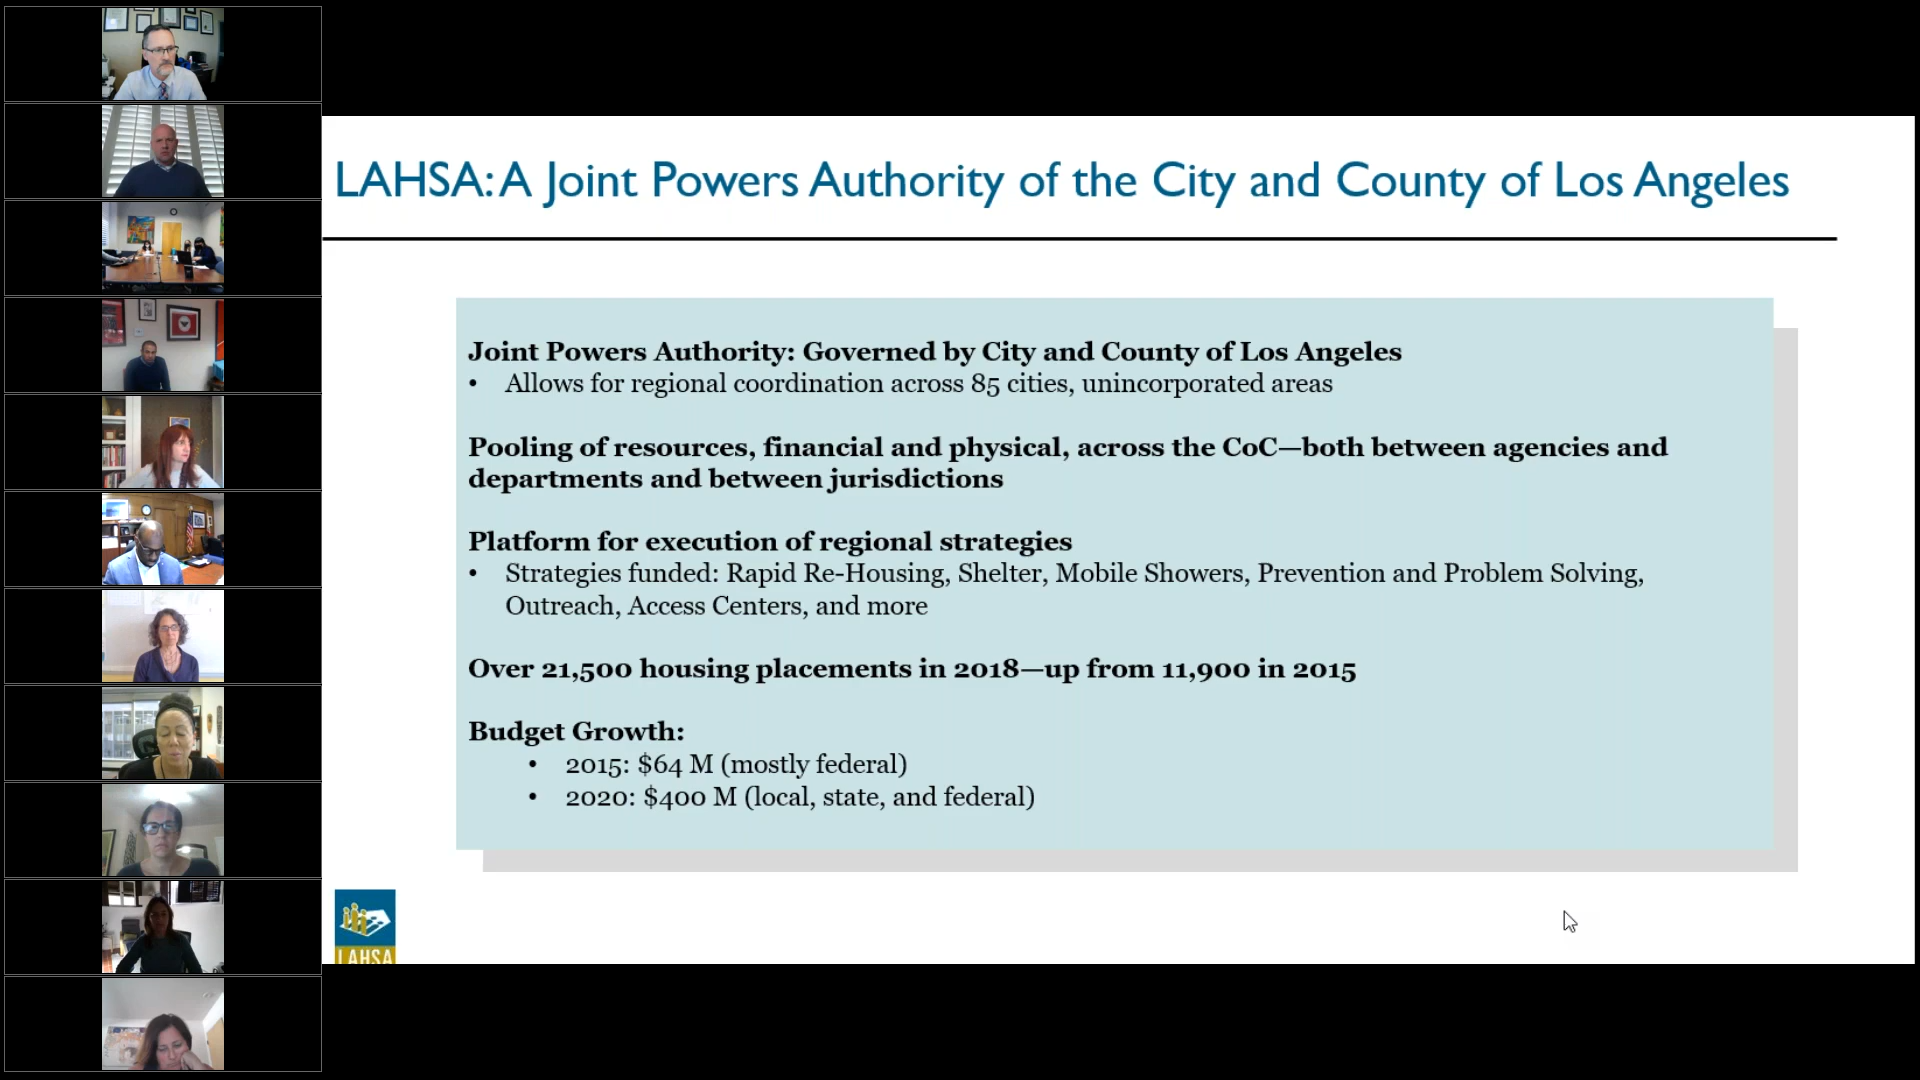 LAHSA: A Joint Powers Authority of the City and County of Los Angeles
Joint Powers Authority: Governed by City and County of Los Angeles
• Allows for regional coordination across 85 cities, unincorporated areas
Pooling of resources, financial and physical, across the CoC—both between agencies and
departments and between jurisdictions
Platform for execution of regional strategies
• Strategies funded: Rapid Re-Housing, Shelter, Mobile Showers, Prevention and Problem Solving,
Outreach, Access Centers, and more
Over 21,500 housing placements in 2018—up from 11,900 in 2015
Budget Growth:
• 2015: $64 M (mostly federal)
• 2020: $400 M (local, state, and federal)
LAHSA